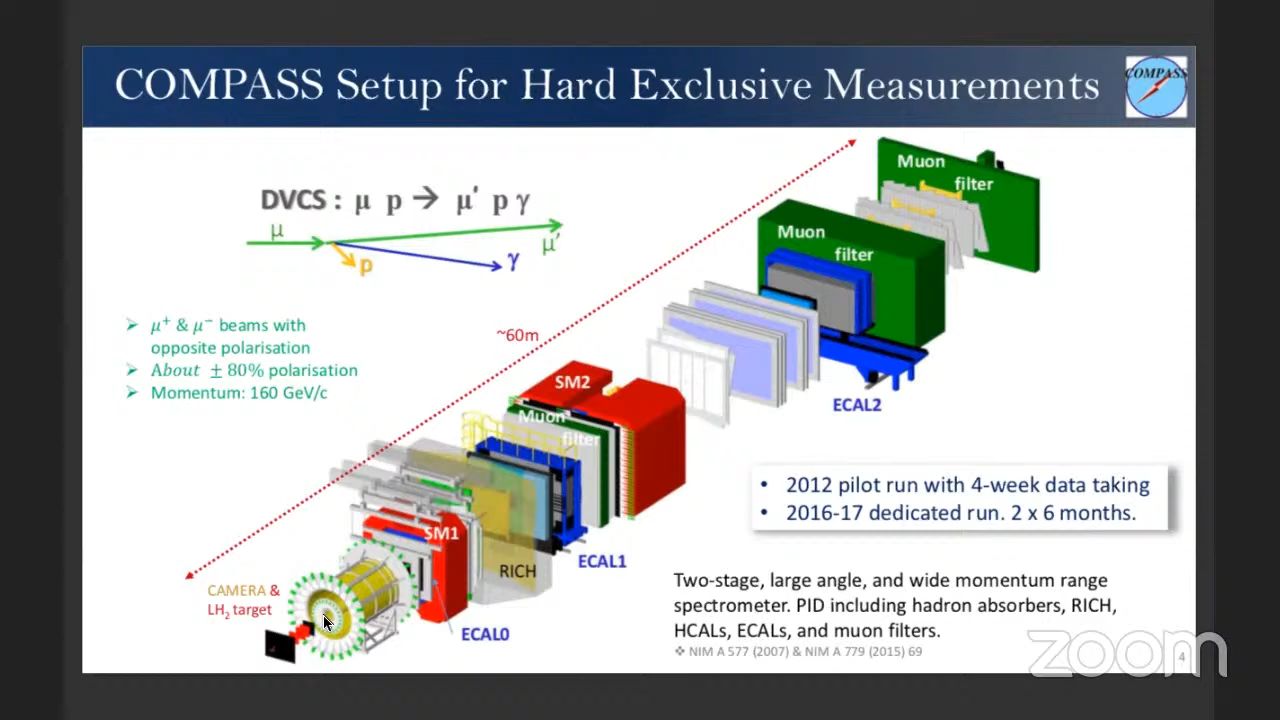 COMPASS Setup for Hard Exclusive Measurements
COMPASS
DVCS : μ p → μ′ p γ
μ
μ′
p
γ
➢ μ⁺ & μ⁻ beams with
opposite polarisation
➢ About ± 80% polarisation
➢ Momentum: 160 GeV/c
~60m
Muon
filter
Muon
filter
ECAL2
SM2
Muon
filter
ECAL1
SM1
RICH
CAMERA &
LH₂ target
ECAL0
• 2012 pilot run with 4-week data taking
• 2016-17 dedicated run. 2 x 6 months.
Two-stage, large angle, and wide momentum range
spectrometer. PID including hadron absorbers, RICH,
HCALs, ECALs, and muon filters.
❖ NIM A 577 (2007) & NIM A 779 (2015) 69
4
zoom